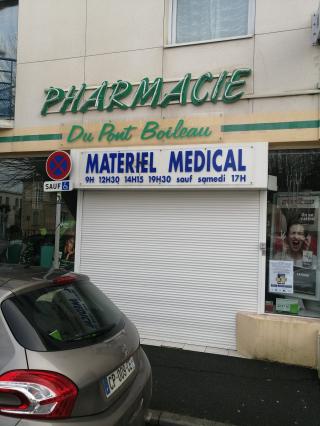 PHARMACIE
Du Pont Boileau
MATERIEL MEDICAL
9H 12H30 14H15 19H30 sauf samedi 17H
SAUF